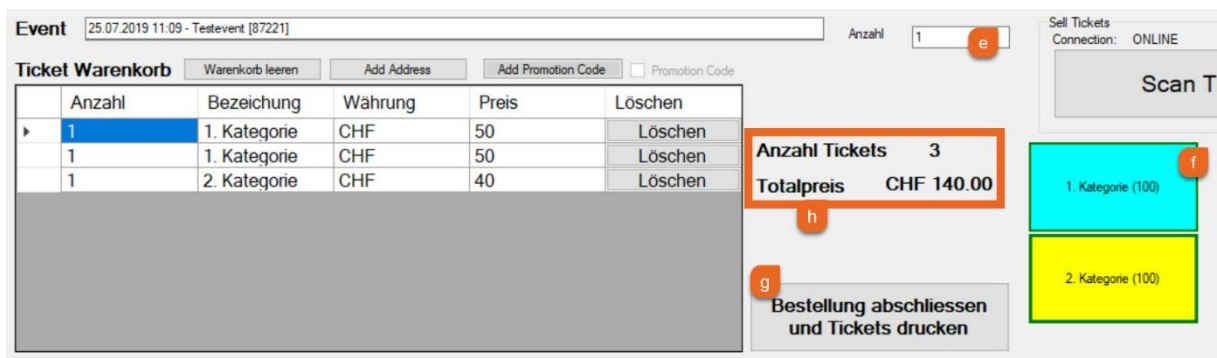 Event 25.07.2019 11:09 - Testevent [87221] Anzahl 1 e
Sell Tickets
Connection: ONLINE
Ticket Warenkorb Warenkorb leeren Add Address Add Promotion Code Promotion Code
Scan T
Anzahl Bezeichung Währung Preis Löschen
1 1. Kategorie CHF 50 Löschen
1 1. Kategorie CHF 50 Löschen
1 2. Kategorie CHF 40 Löschen
Anzahl Tickets 3
Totalpreis CHF 140.00
h
f
1. Kategorie (100)
2. Kategorie (100)
g
Bestellung abschliessen
und Tickets drucken